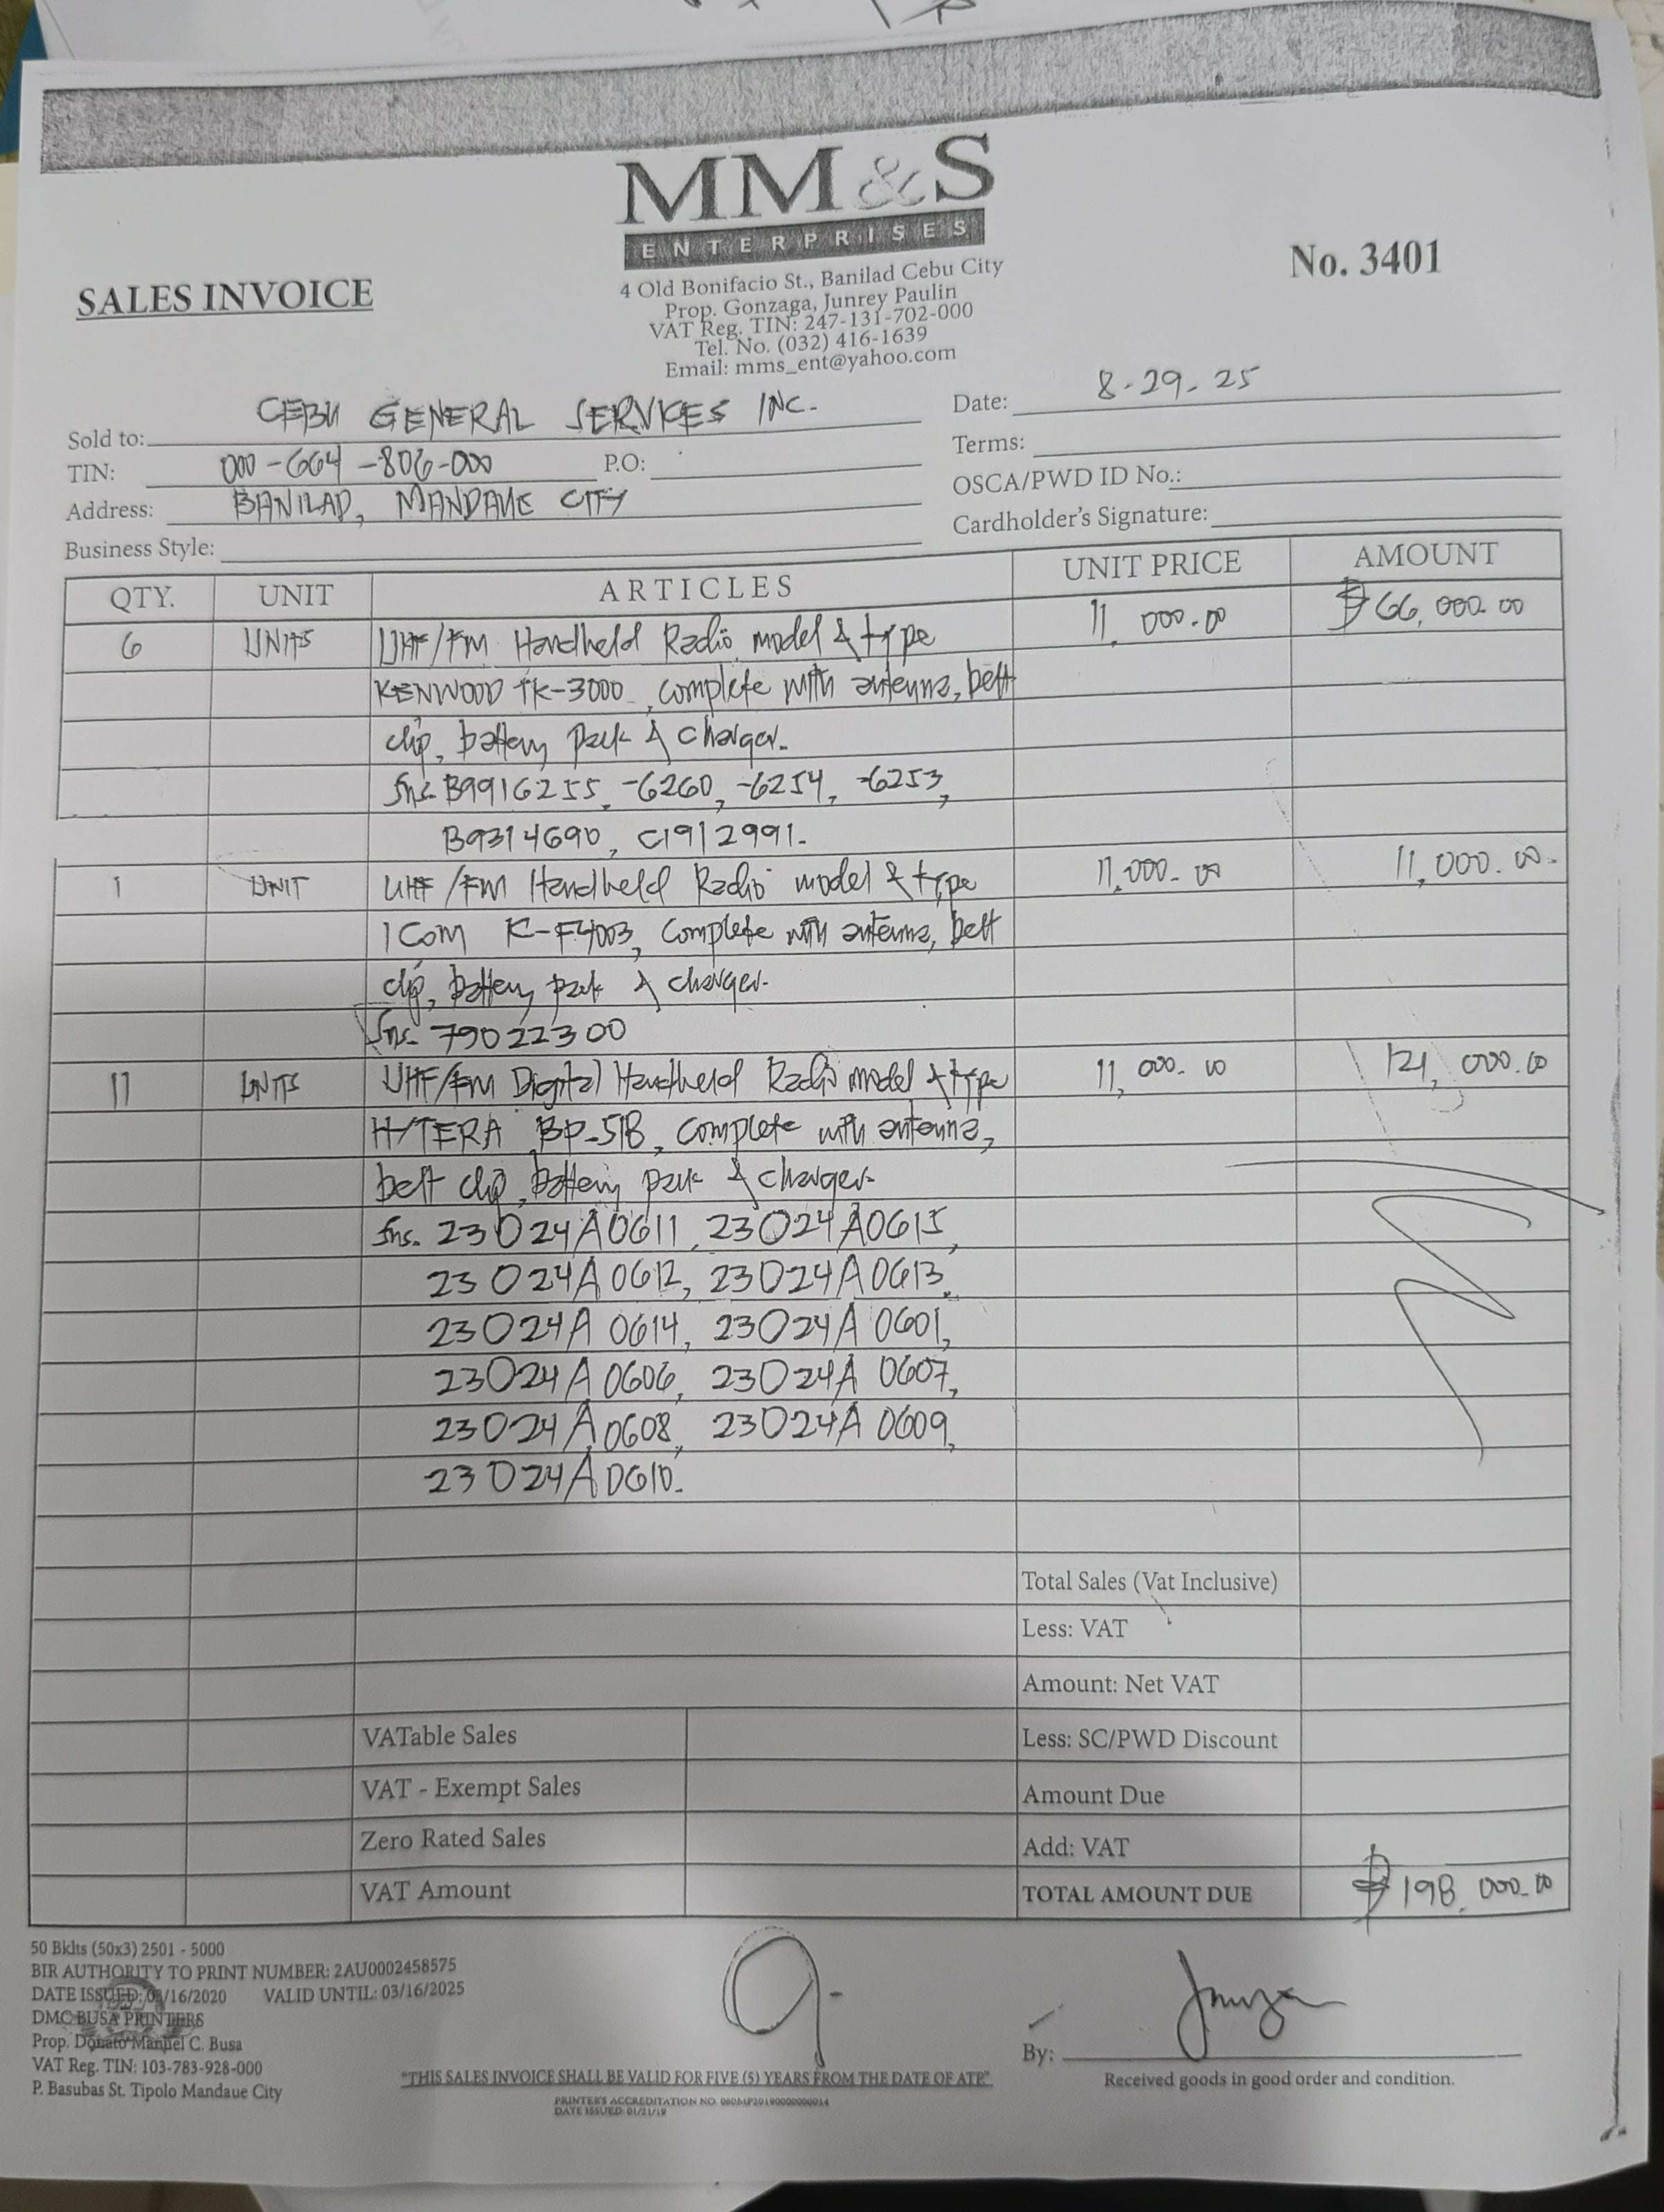 MM&S
ENTERPRISES
4 Old Bonifacio St., Banilad Cebu City
Prop. Gonzaga, Junrey Paulin
VAT Reg. TIN: 247-131-702-000
Tel. No. (032) 416-1639
Email: mms_ent@yahoo.com
SALES INVOICE
No. 3401
Sold to: CEBU GENERAL SERVICES INC.
Date: 8-29-25
TIN: 000-664-806-000 P.O:
Terms:
Address: BANILAD, MANDAUE CITY
OSCA/PWD ID No.:
Business Style:
Cardholder's Signature:
QTY. UNIT ARTICLES UNIT PRICE AMOUNT
6 UNITS UHF/FM Handheld Radio model & type 11,000.00 ₱66,000.00
KENWOOD TK-3000, complete with antenna, belt
clip, battery pack & charger.
Sns. B9916255, -6260, -6254, -6253,
B9314690, C1912991.
1 UNIT UHF/FM Handheld Radio model & type 11,000.00 11,000.00
ICOM IC-F4003, complete with antenna, belt
clip, battery pack & charger.
Sns. 79022300
11 UNITS UHF/FM Digital Handheld Radio model & type 11,000.00 121,000.00
HYTERA BP-518, complete with antenna,
belt clip, battery pack & charger.
Sns. 23024A0611, 23024A0615,
23024A0612, 23024A0613,
23024A0614, 23024A0601,
23024A0606, 23024A0607,
23024A0608, 23024A0609,
23024A0610.
Total Sales (Vat Inclusive)
Less: VAT
Amount: Net VAT
VATable Sales Less: SC/PWD Discount
VAT - Exempt Sales Amount Due
Zero Rated Sales Add: VAT
VAT Amount TOTAL AMOUNT DUE ₱198,000.00
50 Bklts (50x3) 2501 - 5000
BIR AUTHORITY TO PRINT NUMBER: 2AU0002458575
DATE ISSUED: 03/16/2020 VALID UNTIL: 03/16/2025
DMC BUSA PRINTERS
Prop. Donato Manuel C. Busa
VAT Reg. TIN: 103-783-928-000
P. Basubas St. Tipolo Mandaue City
"THIS SALES INVOICE SHALL BE VALID FOR FIVE (5) YEARS FROM THE DATE OF ATP."
PRINTER'S ACCREDITATION NO.
DATE ISSUED: 01/21/19
By:
Received goods in good order and condition.